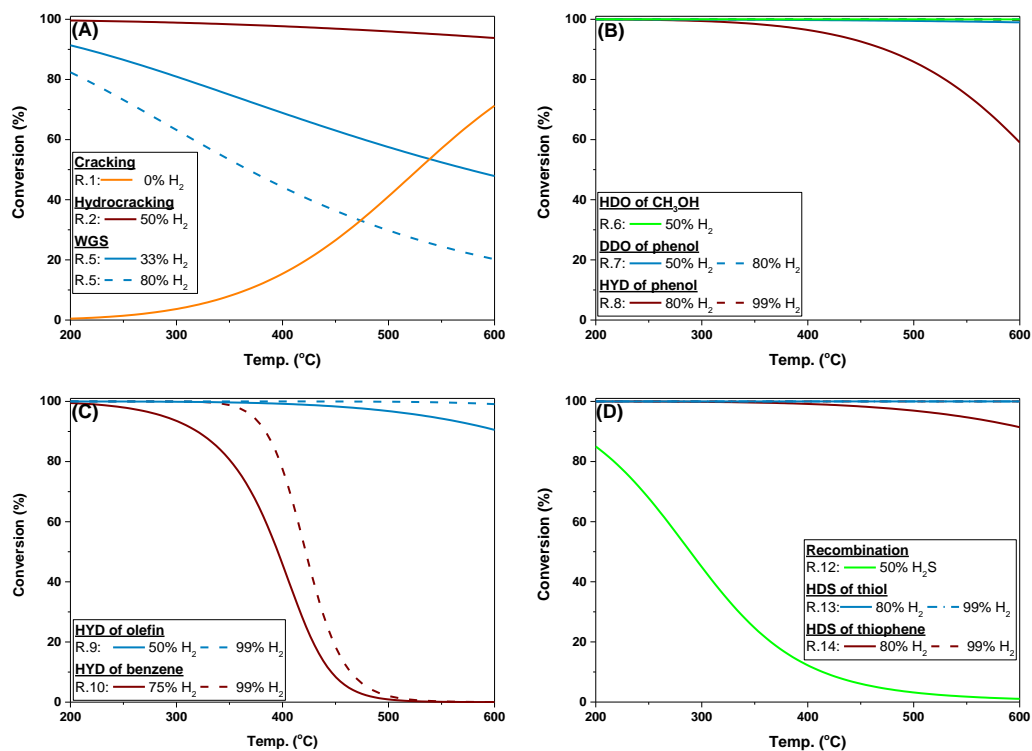 (A)
Conversion (%)
100
80
60
40
20
0
Cracking
R.1: 0% H2
Hydrocracking
R.2: 50% H2
WGS
R.5: 33% H2
R.5: 80% H2
200 300 400 500 600
Temp. (oC)
(B)
Conversion (%)
100
80
60
40
20
0
HDO of CH3OH
R.6: 50% H2
DDO of phenol
R.7: 50% H2 80% H2
HYD of phenol
R.8: 80% H2 99% H2
200 300 400 500 600
Temp. (oC)
(C)
Conversion (%)
100
80
60
40
20
0
HYD of olefin
R.9: 50% H2 99% H2
HYD of benzene
R.10: 75% H2 99% H2
200 300 400 500 600
Temp. (oC)
(D)
Conversion (%)
100
80
60
40
20
0
Recombination
R.12: 50% H2S
HDS of thiol
R.13: 80% H2 99% H2
HDS of thiophene
R.14: 80% H2 99% H2
200 300 400 500 600
Temp. (oC)